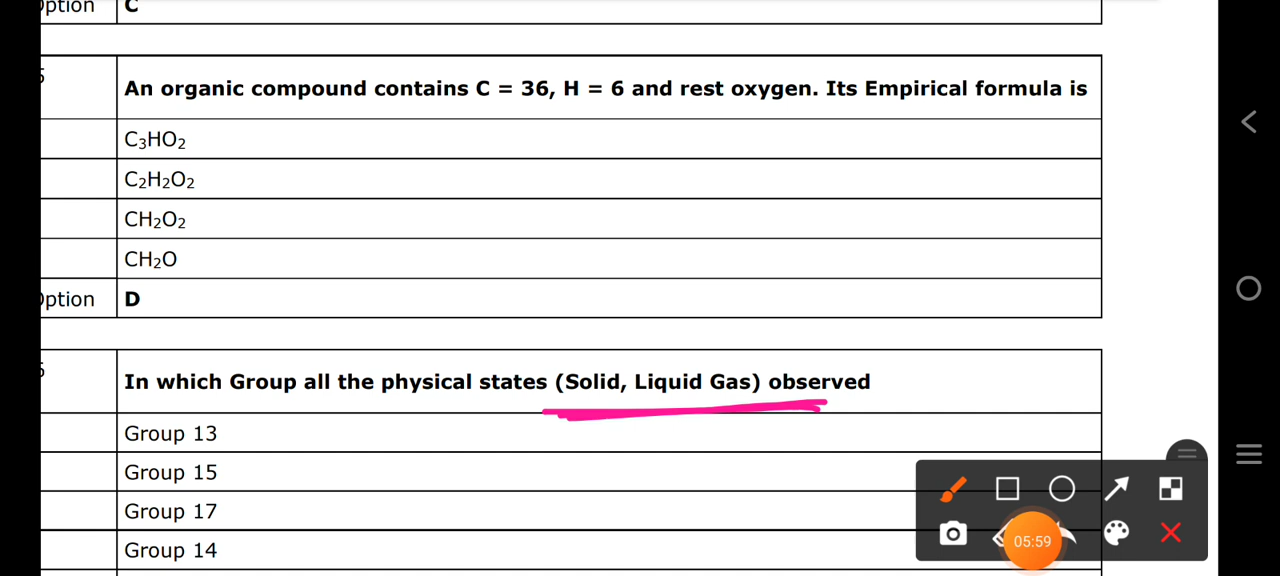 ption C
An organic compound contains C = 36, H = 6 and rest oxygen. Its Empirical formula is
C₃HO₂
C₂H₂O₂
CH₂O₂
CH₂O
ption D
In which Group all the physical states (Solid, Liquid Gas) observed
Group 13
Group 15
Group 17
Group 14
05:59